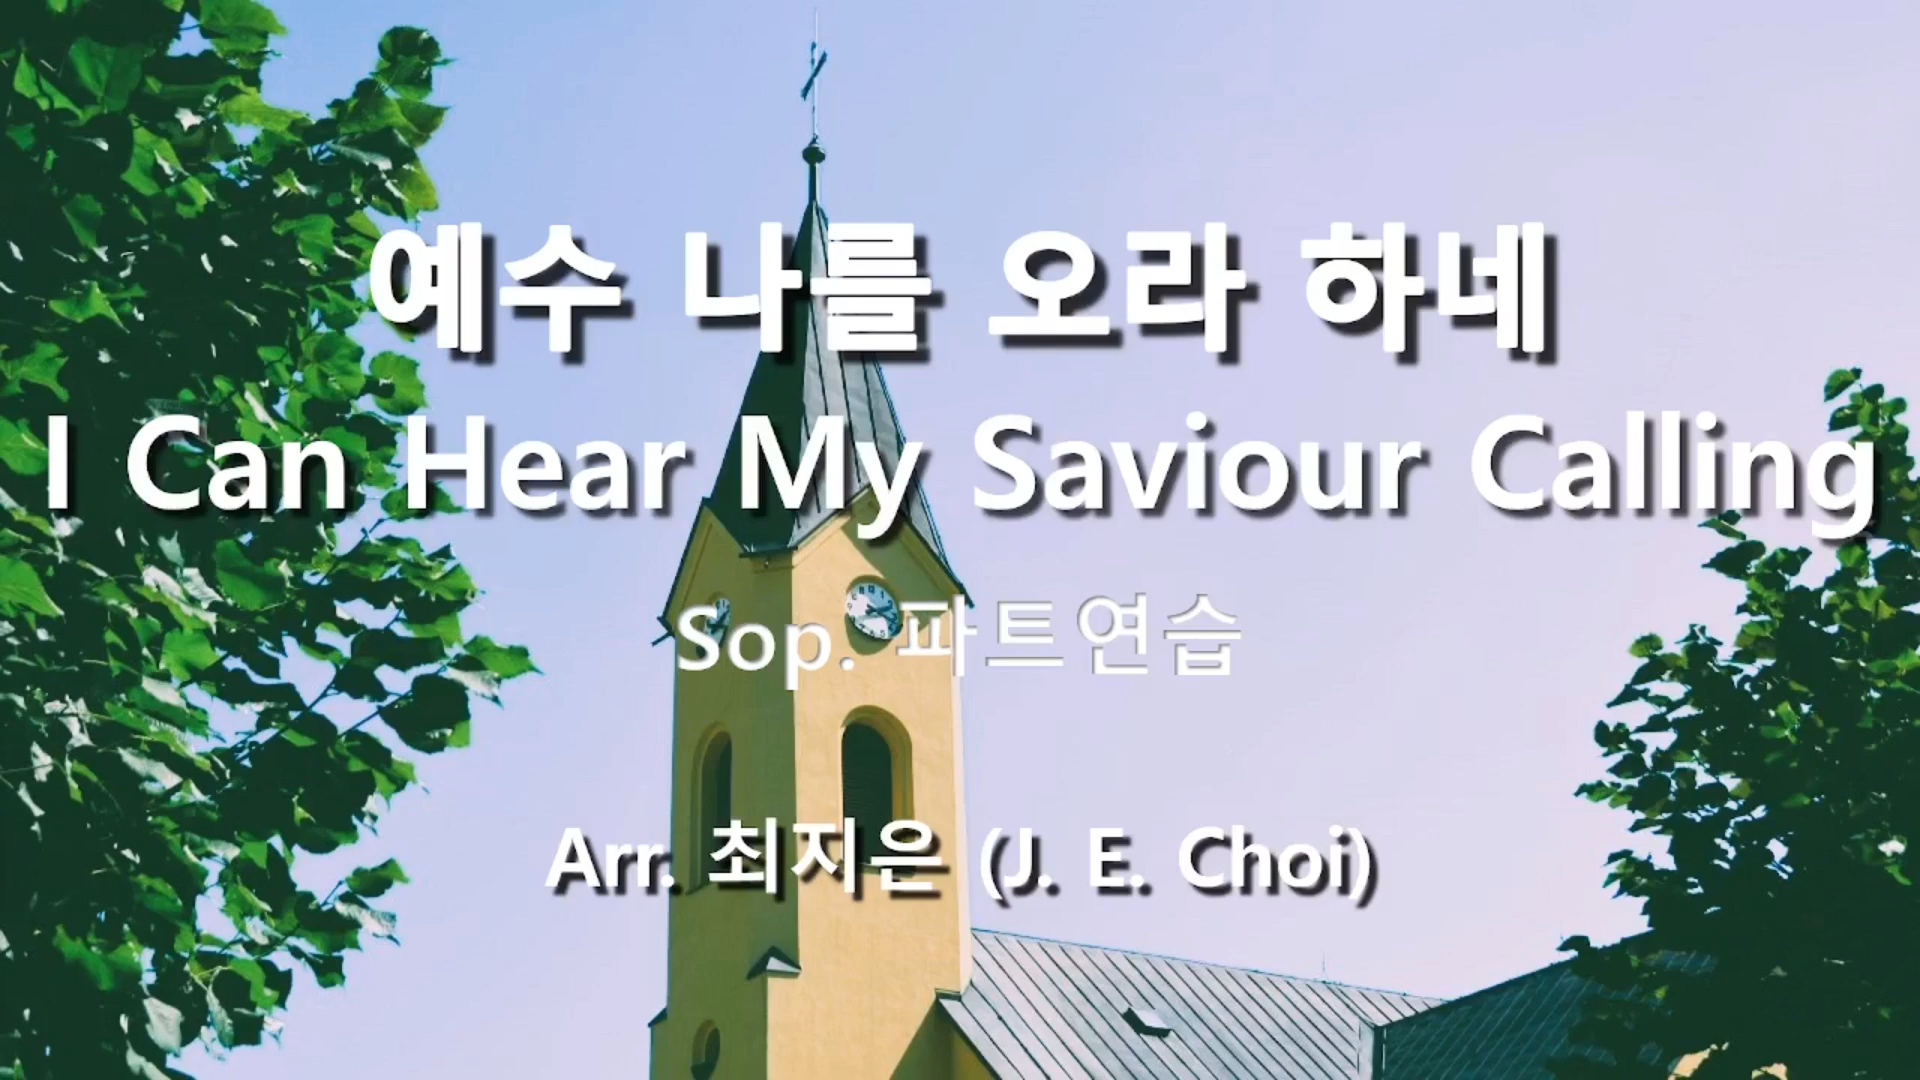 예수 나를 오라 하네
I Can Hear My Saviour Calling
Sop. 파트연습
Arr. 최지은 (J. E. Choi)